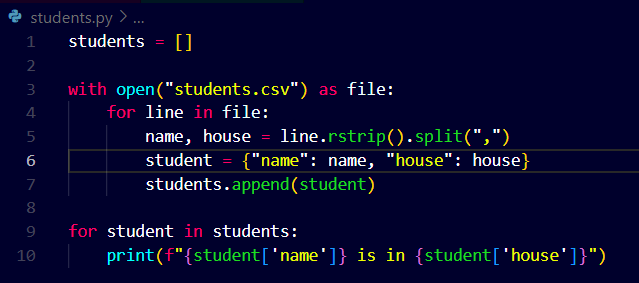 students.py > ...
1 students = []
2
3 with open("students.csv") as file:
4     for line in file:
5         name, house = line.rstrip().split(",")
6         student = {"name": name, "house": house}
7         students.append(student)
8
9 for student in students:
10     print(f"{student['name']} is in {student['house']}")